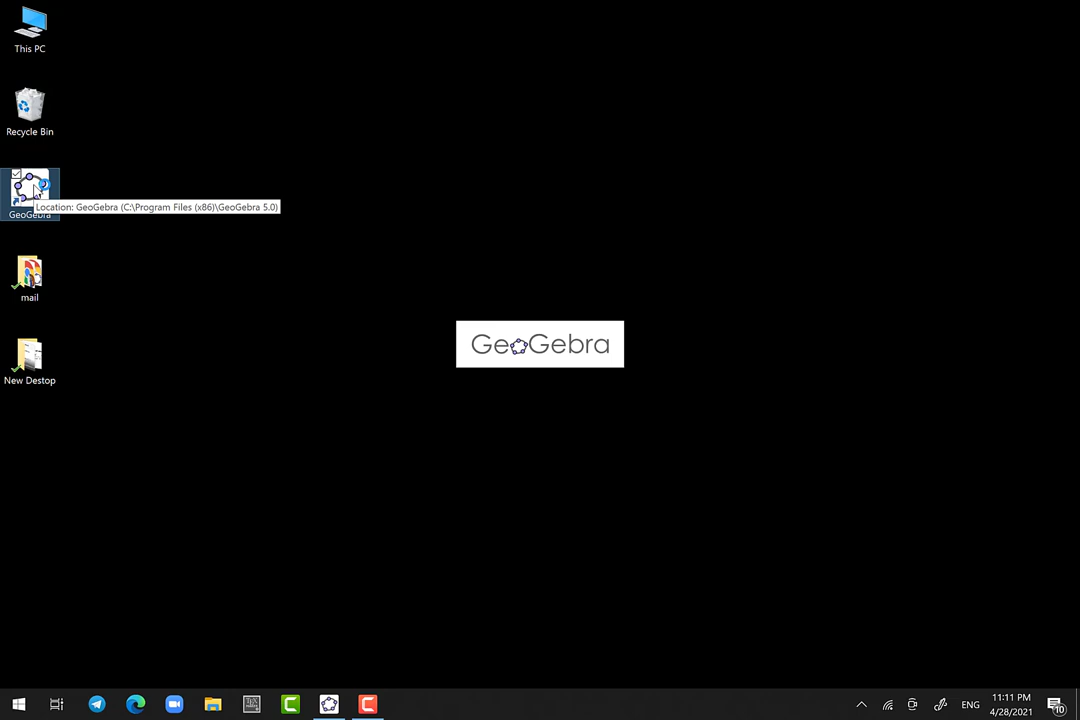 This PC
Recycle Bin
GeoGebra
Location: GeoGebra (C:\Program Files (x86)\GeoGebra 5.0)
mail
GeoGebra
New Destop
ENG
11:11 PM
4/28/2021
10